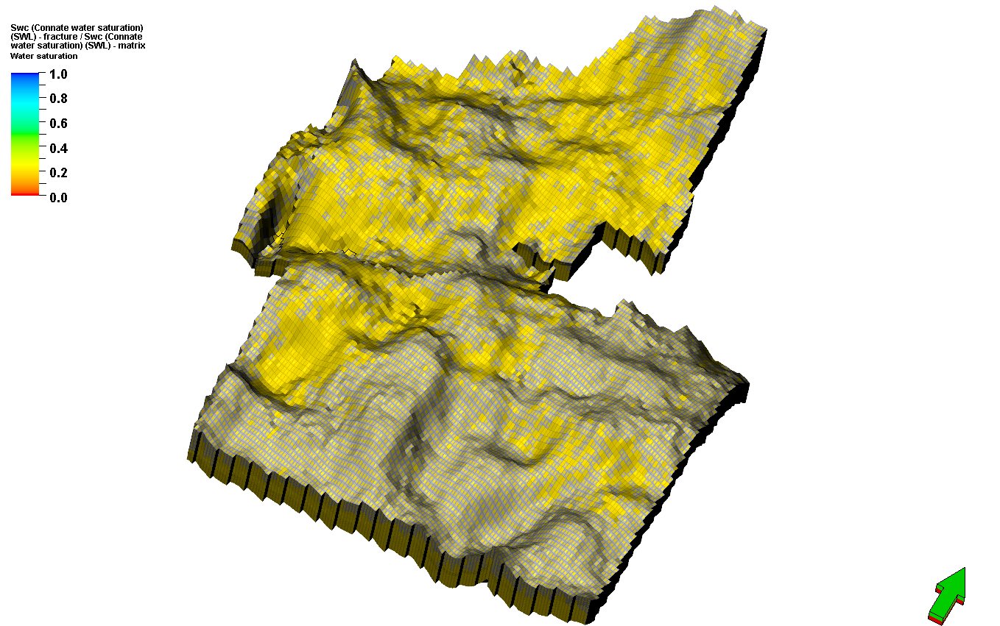 Swc (Connate water saturation)
(SWL) - fracture / Swc (Connate
water saturation) (SWL) - matrix
Water saturation
1.0
0.8
0.6
0.4
0.2
0.0